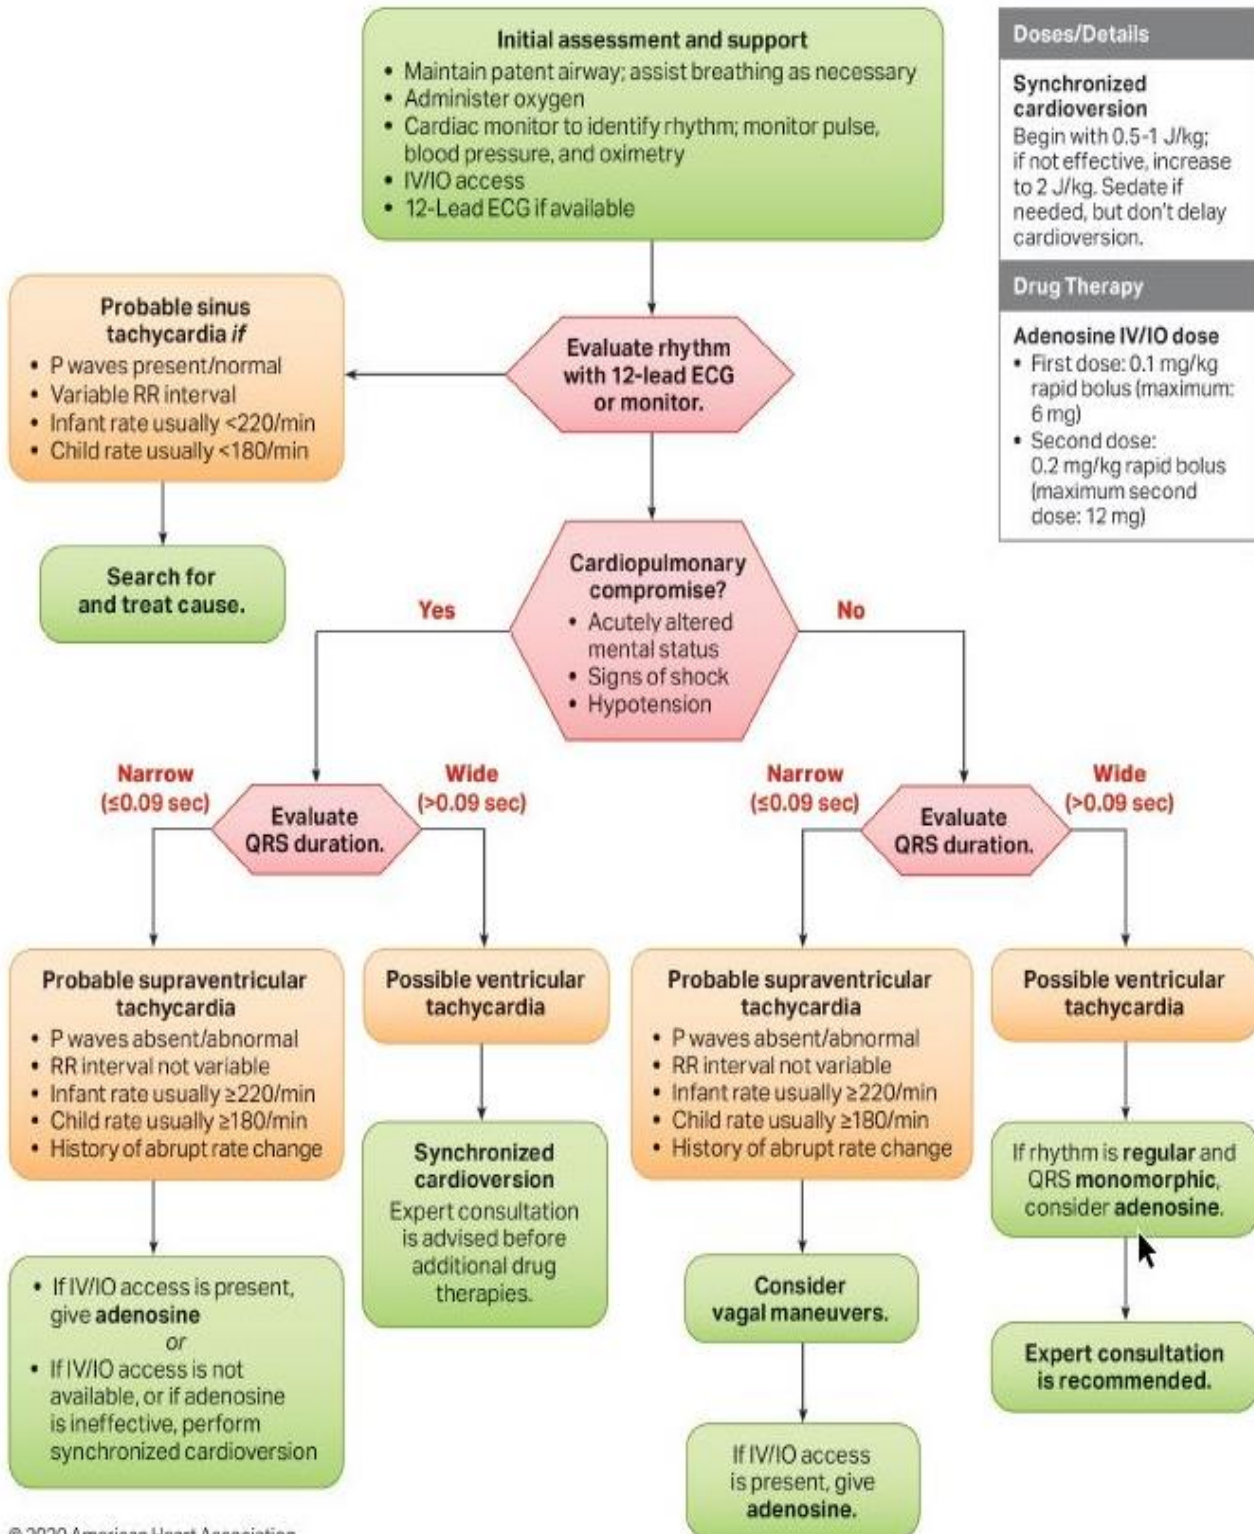 Initial assessment and support
• Maintain patent airway; assist breathing as necessary
• Administer oxygen
• Cardiac monitor to identify rhythm; monitor pulse,
blood pressure, and oximetry
• IV/IO access
• 12-Lead ECG if available
Doses/Details
Synchronized
cardioversion
Begin with 0.5-1 J/kg;
if not effective, increase
to 2 J/kg. Sedate if
needed, but don't delay
cardioversion.
Drug Therapy
Adenosine IV/IO dose
• First dose: 0.1 mg/kg
rapid bolus (maximum:
6 mg)
• Second dose:
0.2 mg/kg rapid bolus
(maximum second
dose: 12 mg)
Probable sinus
tachycardia if
• P waves present/normal
• Variable RR interval
• Infant rate usually <220/min
• Child rate usually <180/min
Evaluate rhythm
with 12-lead ECG
or monitor.
Search for
and treat cause.
Cardiopulmonary
compromise?
• Acutely altered
mental status
• Signs of shock
• Hypotension
Yes
No
Narrow
(≤0.09 sec)
Evaluate
QRS duration.
Wide
(>0.09 sec)
Narrow
(≤0.09 sec)
Evaluate
QRS duration.
Wide
(>0.09 sec)
Probable supraventricular
tachycardia
• P waves absent/abnormal
• RR interval not variable
• Infant rate usually ≥220/min
• Child rate usually ≥180/min
• History of abrupt rate change
Possible ventricular
tachycardia
Probable supraventricular
tachycardia
• P waves absent/abnormal
• RR interval not variable
• Infant rate usually ≥220/min
• Child rate usually ≥180/min
• History of abrupt rate change
Possible ventricular
tachycardia
• If IV/IO access is present,
give adenosine
or
• If IV/IO access is not
available, or if adenosine
is ineffective, perform
synchronized cardioversion
Synchronized
cardioversion
Expert consultation
is advised before
additional drug
therapies.
Consider
vagal maneuvers.
If IV/IO access
is present, give
adenosine.
If rhythm is regular and
QRS monomorphic,
consider adenosine.
Expert consultation
is recommended.
© 2020 American Heart Association